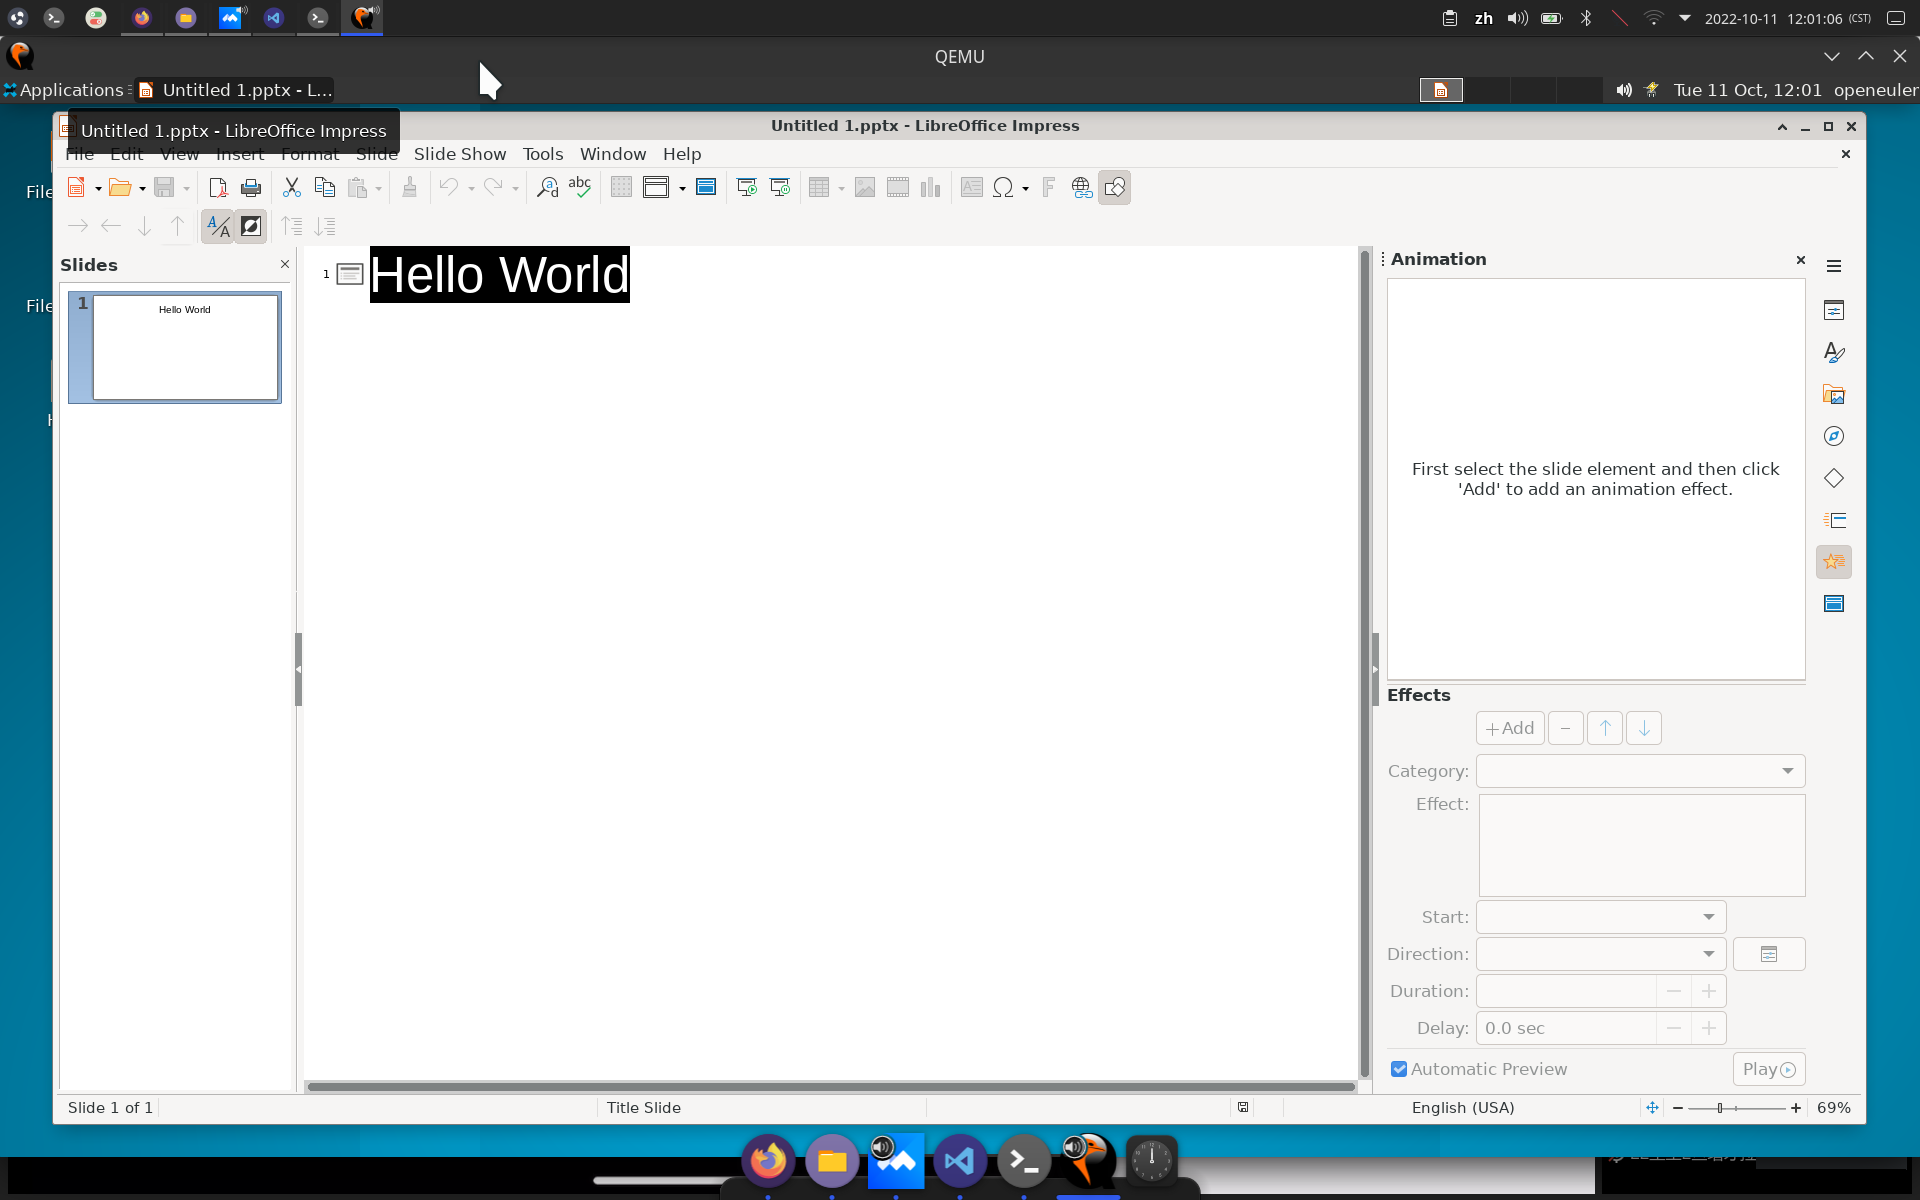 zh
2022-10-11 12:01:06 (CST)
QEMU
Applications
Untitled 1.pptx - L...
Tue 11 Oct, 12:01 openeuler
Untitled 1.pptx - LibreOffice Impress
Untitled 1.pptx - LibreOffice Impress
File Edit View Insert Format Slide Slide Show Tools Window Help
File
File
Slides
1
Hello World
1
Hello World
Animation
First select the slide element and then click
'Add' to add an animation effect.
Effects
Add
Category:
Effect:
Start:
Direction:
Duration:
Delay: 0.0 sec
Automatic Preview
Play
Slide 1 of 1
Title Slide
English (USA)
69%